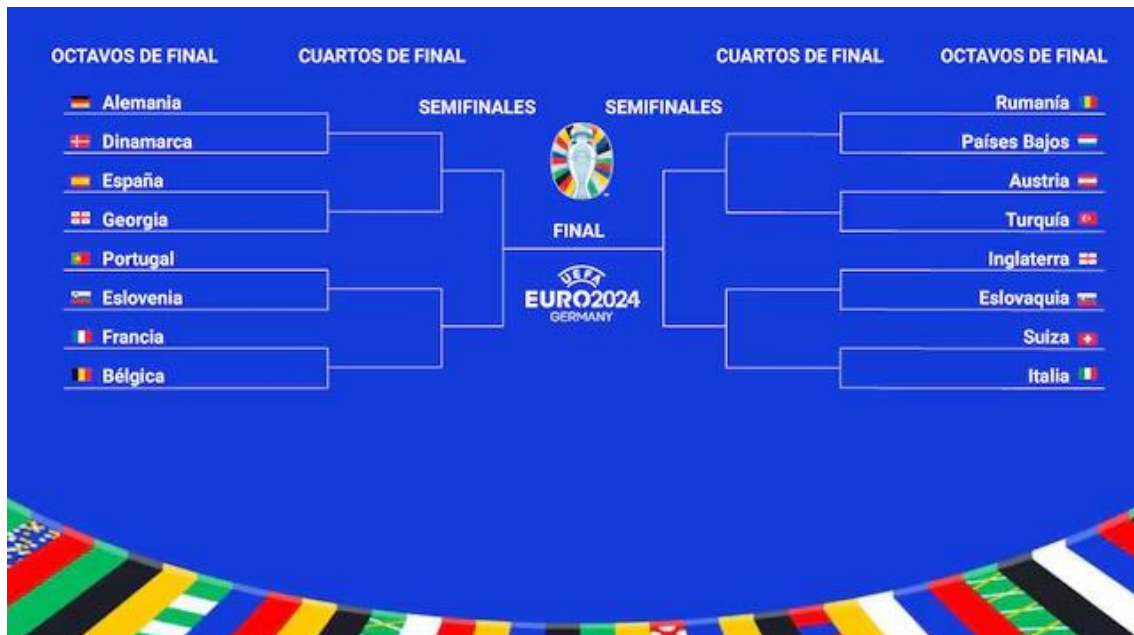 OCTAVOS DE FINAL
CUARTOS DE FINAL
CUARTOS DE FINAL
OCTAVOS DE FINAL
SEMIFINALES
SEMIFINALES
Alemania
Dinamarca
España
Georgia
Portugal
Eslovenia
Francia
Bélgica
FINAL
UEFA
EURO2024
GERMANY
Rumanía
Países Bajos
Austria
Turquía
Inglaterra
Eslovaquia
Suiza
Italia